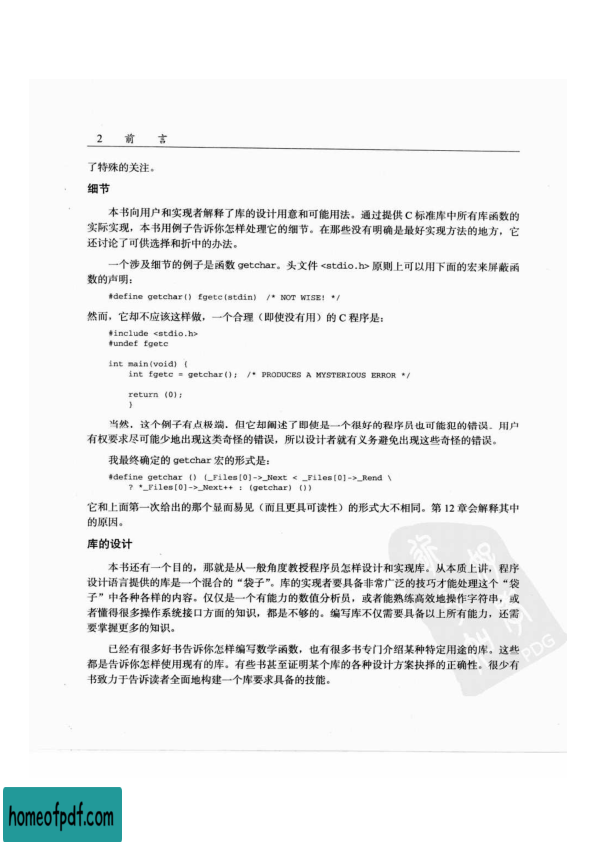 2 前 言
了特殊的关注。
细节
本书向用户和实现者解释了库的设计用意和可能用法。通过提供 C 标准库中所有库函数的
实际实现，本书用例子告诉你怎样处理它的细节。在那些没有明确是最好实现方法的地方，它
还讨论了可供选择和折中的办法。
一个涉及细节的例子是函数 getchar。头文件 <stdio.h> 原则上可以用下面的宏来屏蔽函
数的声明：
#define getchar() fgetc(stdin) /* NOT WISE! */
然而，它却不应该这样做，一个合理（即使没有用）的 C 程序是：
#include <stdio.h>
#undef fgetc
int main(void) {
int fgetc = getchar(); /* PRODUCES A MYSTERIOUS ERROR */
return (0);
}
当然，这个例子有点极端，但它却阐述了即使是一个很好的程序员也可能犯的错误。用户
有权要求尽可能少地出现这类奇怪的错误，所以设计者就有义务避免出现这些奇怪的错误。
我最终确定的 getchar 宏的形式是：
#define getchar () (_Files[0]->_Next < _Files[0]->_Rend \
? *_Files[0]->_Next++ : (getchar) ())
它和上面第一次给出的那个显而易见（而且更具可读性）的形式大不相同。第 12 章会解释其中
的原因。
库的设计
本书还有一个目的，那就是从一般角度教授程序员怎样设计和实现库。从本质上讲，程序
设计语言提供的库是一个混合的“袋子”。库的实现者要具备非常广泛的技巧才能处理这个“袋
子”中各种各样的内容。仅仅是一个有能力的数值分析员，或者能熟练高效地操作字符串，或
者懂得很多操作系统接口方面的知识，都是不够的。编写库不仅需要具备以上所有能力，还需
要掌握更多的知识。
已经有很多好书告诉你怎样编写数学函数，也有很多书专门介绍某种特定用途的库。这些
都是告诉你怎样使用现有的库。有些书甚至证明某个库的各种设计方案抉择的正确性。很少有
书致力于告诉读者全面地构建一个库要求具备的技能。
PDG
homeofpdf.com